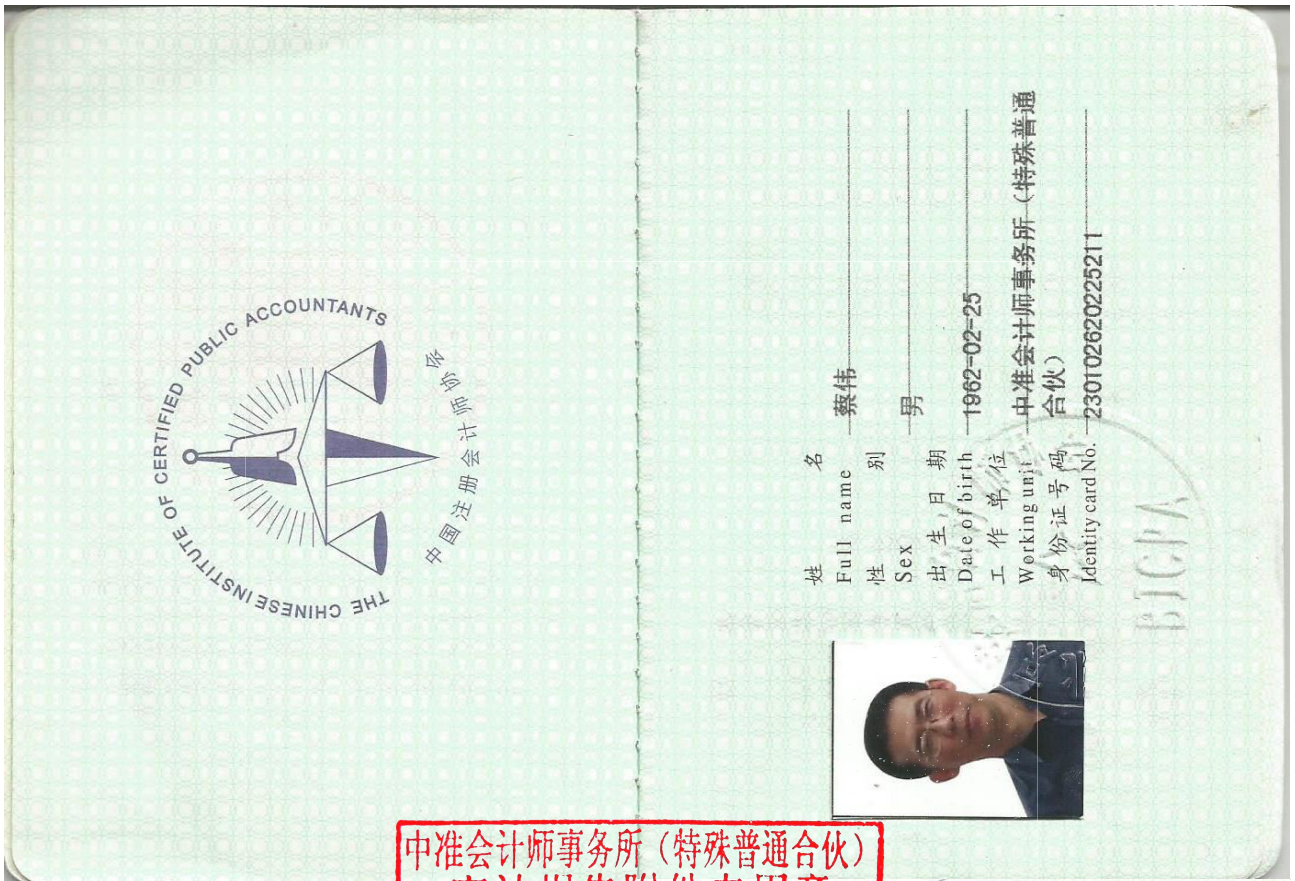 THE CHINESE INSTITUTE OF CERTIFIED PUBLIC ACCOUNTANTS
中国注册会计师协会
姓 名
Full name 蔡伟
性 别
Sex 男
出 生 日 期
Date of birth 1962-02-25
工 作 单 位
Working unit 中准会计师事务所（特殊普通
合伙）
身 份 证 号 码
Identity card No. 230102620225211
BICPA
中准会计师事务所（特殊普通合伙）